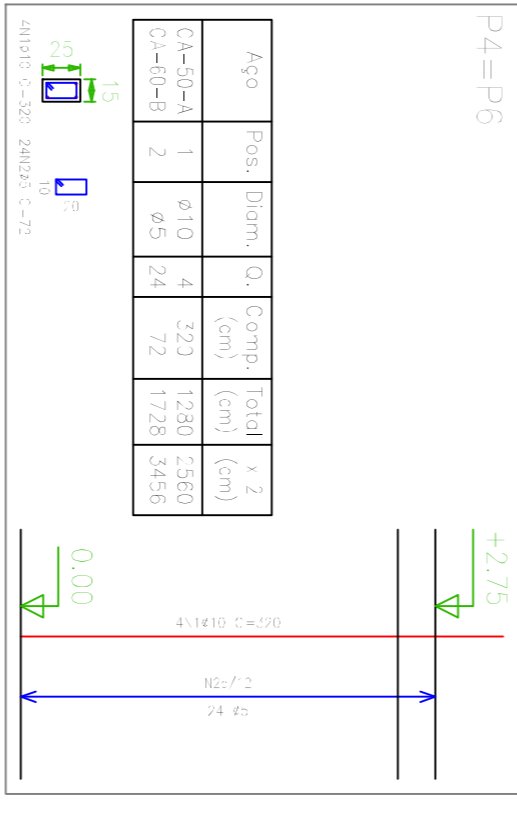 P4=P6
Aço Pos. Diam. Q. Comp. (cm) Total (cm) x 2 (cm)
CA-50-A 1 Ø10 4 320 1280 2560
CA-60-B 2 Ø5 24 72 1728 3456
25
15
10
20
4N1Ø10 C=320
24N2Ø5 C=72
+2.75
0.00
4N1Ø10 C=320
N2c/12
24 Ø5